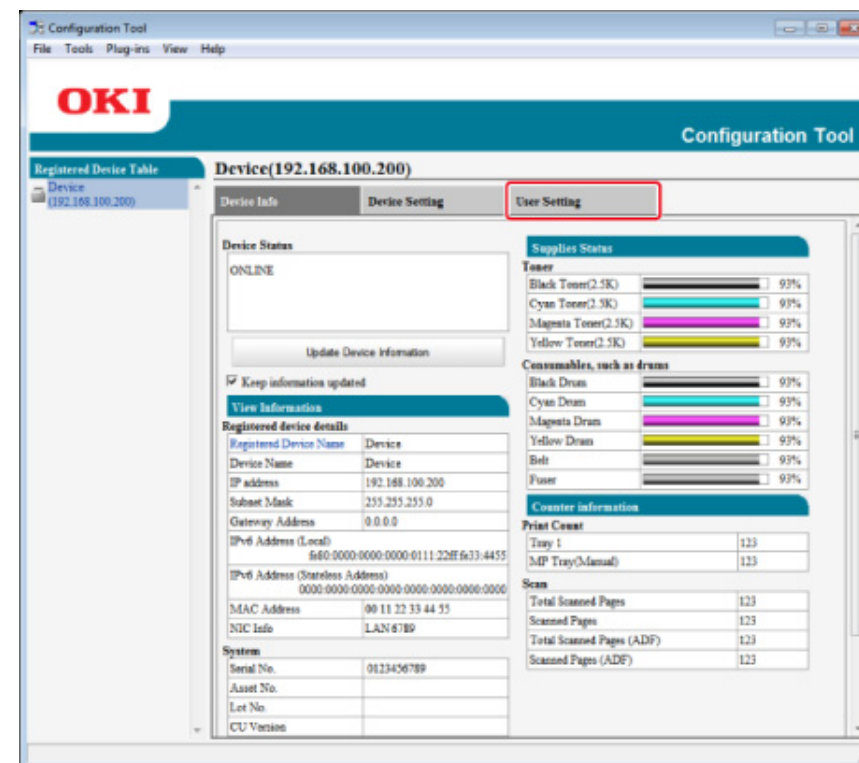 Configuration Tool
File Tools Plug-ins View Help
OKI
Configuration Tool
Registered Device Table
Device
(192.168.100.200)
Device(192.168.100.200)
Device Info Device Setting User Setting
Device Status
ONLINE
Update Device Information
Keep information updated
View Information
Registered device details
Registered Device Name Device
Device Name Device
IP address 192.168.100.200
Subnet Mask 255.255.255.0
Gateway Address 0.0.0.0
IPv6 Address (Local)
fe80:0000:0000:0000:0111:22ff:fe33:4455
IPv6 Address (Stateless Address)
0000:0000:0000:0000:0000:0000:0000:0000
MAC Address 00 11 22 33 44 55
NIC Info LAN 6789
System
Serial No. 0123456789
Asset No.
Lot No.
CU Version
Supplies Status
Toner
Black Toner(2.5K) 93%
Cyan Toner(2.5K) 93%
Magenta Toner(2.5K) 93%
Yellow Toner(2.5K) 93%
Consumables, such as drums
Black Drum 93%
Cyan Drum 93%
Magenta Drum 93%
Yellow Drum 93%
Belt 93%
Fuser 93%
Counter information
Print Count
Tray 1 123
MP Tray(Manual) 123
Scan
Total Scanned Pages 123
Scanned Pages 123
Total Scanned Pages (ADF) 123
Scanned Pages (ADF) 123